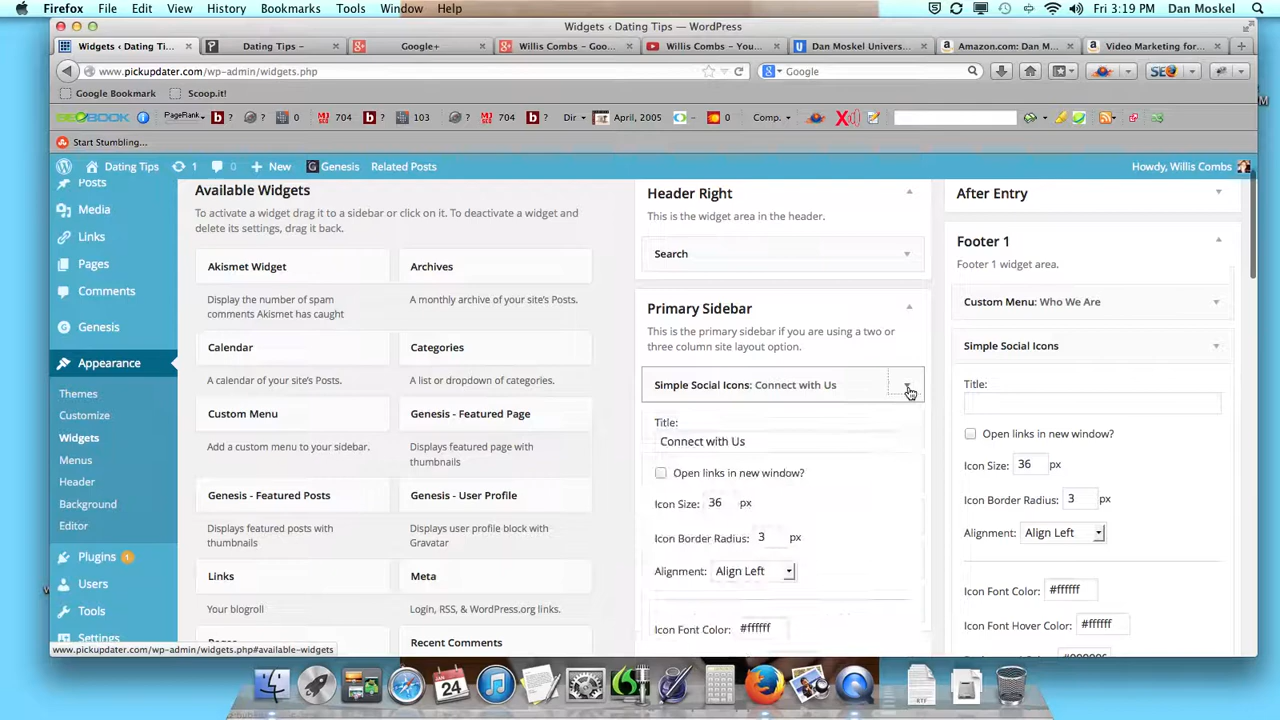 Firefox File Edit View History Bookmarks Tools Window Help Fri 3:19 PM Dan Moskel
Widgets ‹ Dating Tips — WordPress
Widgets ‹ Dating Ti... Dating Tips – Google+ Willis Combs – Goo... Willis Combs – You... Dan Moskel Univers... Amazon.com: Dan M... Video Marketing for...
www.pickupdater.com/wp-admin/widgets.php Google
Google Bookmark Scoop.it!
SEOBOOK PageRank ? ? 0 704 ? 103 ? 704 ? Dir April, 2005 0 Comp.
Start Stumbling...
Dating Tips 1 0 New Genesis Related Posts Howdy, Willis Combs
Posts
Media
Links
Pages
Comments
Genesis
Appearance
Themes
Customize
Widgets
Menus
Header
Background
Editor
Plugins 1
Users
Tools
Settings
Available Widgets
To activate a widget drag it to a sidebar or click on it. To deactivate a widget and
delete its settings, drag it back.
Akismet Widget
Display the number of spam
comments Akismet has caught
Archives
A monthly archive of your site's Posts.
Calendar
A calendar of your site's Posts.
Categories
A list or dropdown of categories.
Custom Menu
Add a custom menu to your sidebar.
Genesis - Featured Page
Displays featured page with
thumbnails
Genesis - Featured Posts
Displays featured posts with
thumbnails
Genesis - User Profile
Displays user profile block with
Gravatar
Links
Your blogroll
Meta
Login, RSS, & WordPress.org links.
Recent Comments
Header Right
This is the widget area in the header.
Search
Primary Sidebar
This is the primary sidebar if you are using a two or
three column site layout option.
Simple Social Icons: Connect with Us
Title:
Connect with Us
Open links in new window?
Icon Size: 36 px
Icon Border Radius: 3 px
Alignment: Align Left
Icon Font Color: #ffffff
After Entry
Footer 1
Footer 1 widget area.
Custom Menu: Who We Are
Simple Social Icons
Title:
Open links in new window?
Icon Size: 36 px
Icon Border Radius: 3 px
Alignment: Align Left
Icon Font Color: #ffffff
Icon Font Hover Color: #ffffff
www.pickupdater.com/wp-admin/widgets.php#available-widgets